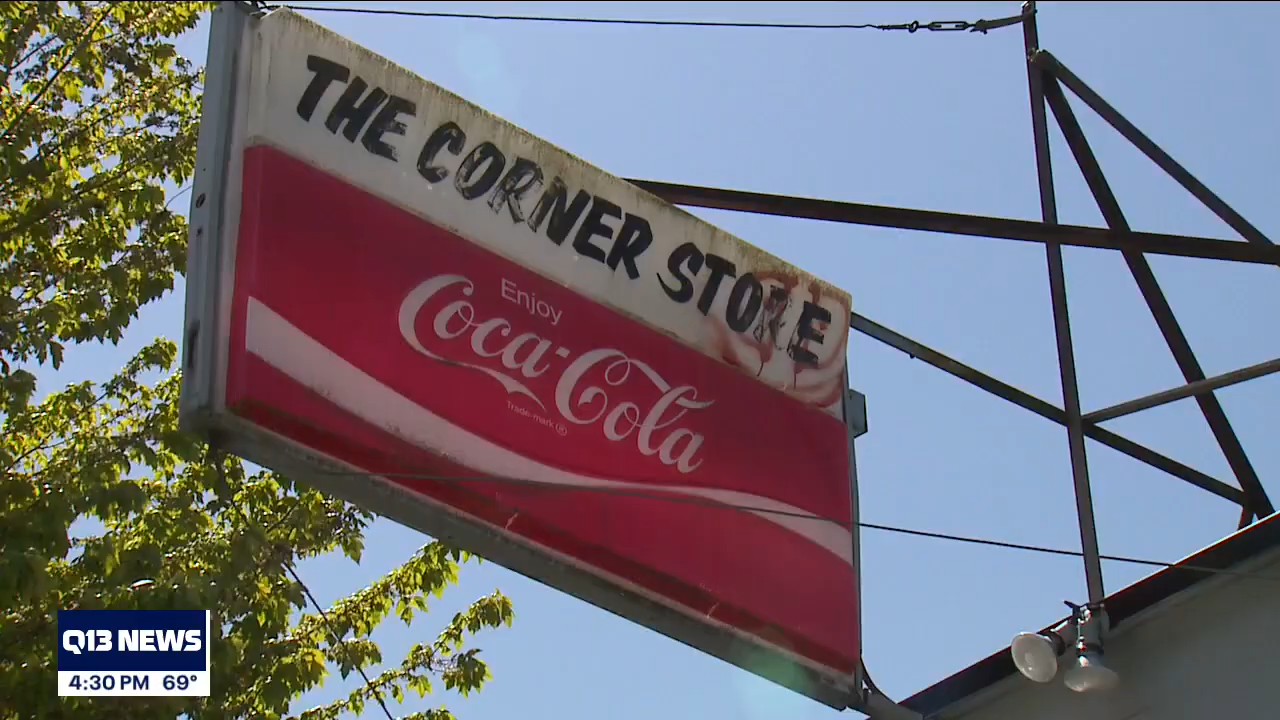 THE CORNER STORE
Enjoy
Coca-Cola
Trade-mark ®
Q13 NEWS
4:30 PM 69°